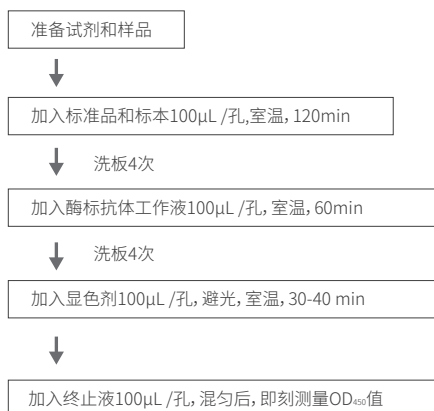 准备试剂和样品
加入标准品和标本100μL /孔,室温，120min
洗板4次
加入酶标抗体工作液100μL /孔，室温，60min
洗板4次
加入显色剂100μL /孔，避光，室温，30-40 min
加入终止液100μL /孔，混匀后，即刻测量OD₄₅₀值